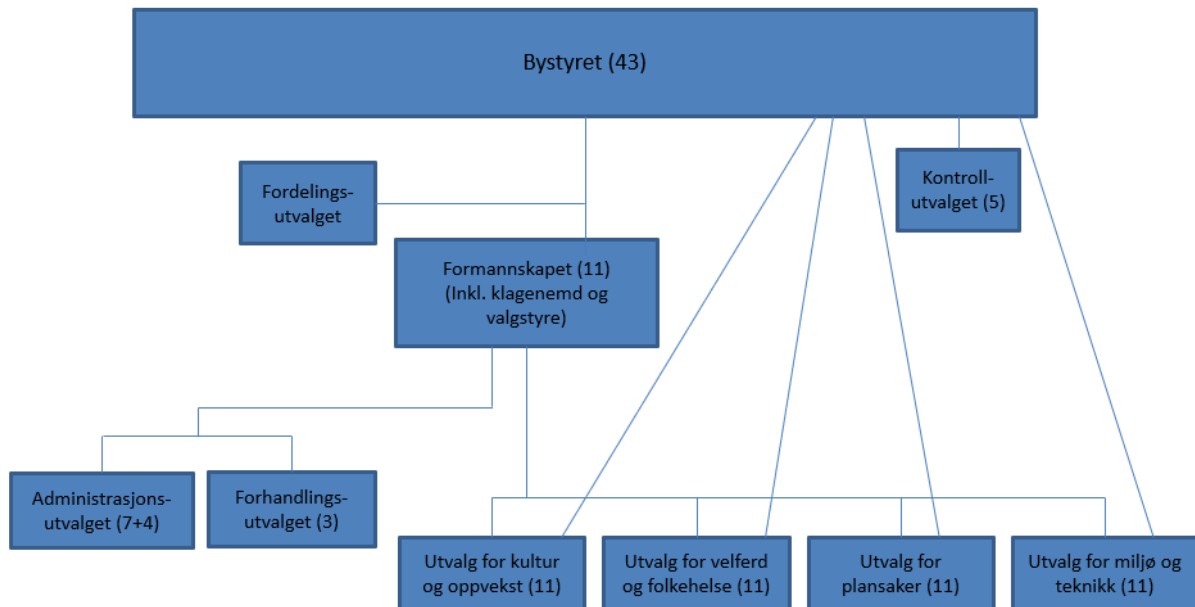 Bystyret (43)
Fordelings-
utvalget
Kontroll-
utvalget (5)
Formannskapet (11)
(Inkl. klagenemd og
valgstyre)
Administrasjons-
utvalget (7+4)
Forhandlings-
utvalget (3)
Utvalg for kultur
og oppvekst (11)
Utvalg for velferd
og folkehelse (11)
Utvalg for
plansaker (11)
Utvalg for miljø og
teknikk (11)